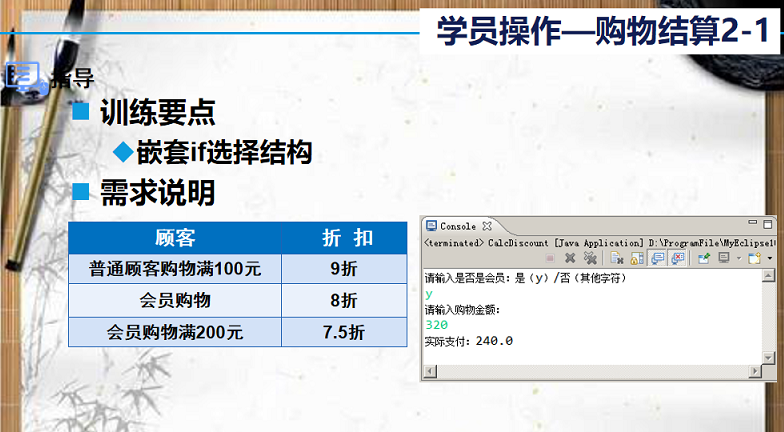 学员操作—购物结算2-1
指导
训练要点
嵌套if选择结构
需求说明
顾客 折 扣
普通顾客购物满100元 9折
会员购物 8折
会员购物满200元 7.5折
Console
<terminated> CalcDiscount [Java Application] D:\ProgramFile\MyEclipse1
请输入是否是会员：是（y）/否（其他字符）
y
请输入购物金额：
320
实际支付：240.0